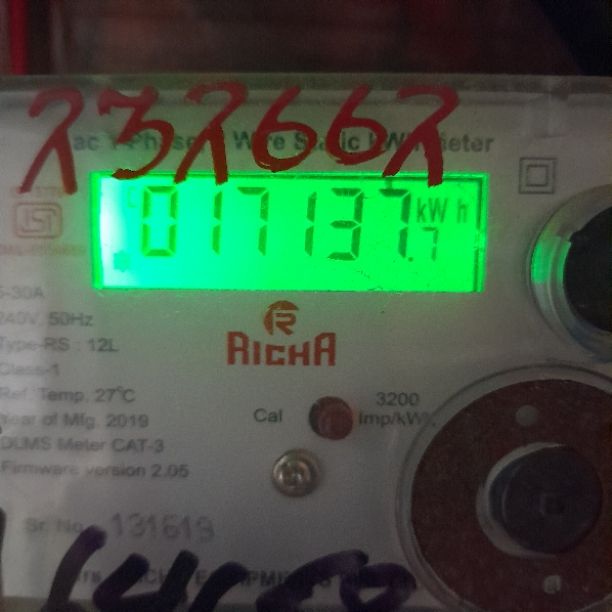 232662
ac 1 Phase 2 Wire Static kWh meter
017137.7 kWh
ISI
5-30A
240V, 50Hz
Type-RS : 12L
Class-1
Ref. Temp. 27°C
Year of Mfg. 2019
DLMS Meter CAT-3
Firmware version 2.05
RICHA
Cal
3200
Imp/kWh
Sr. No. 131619